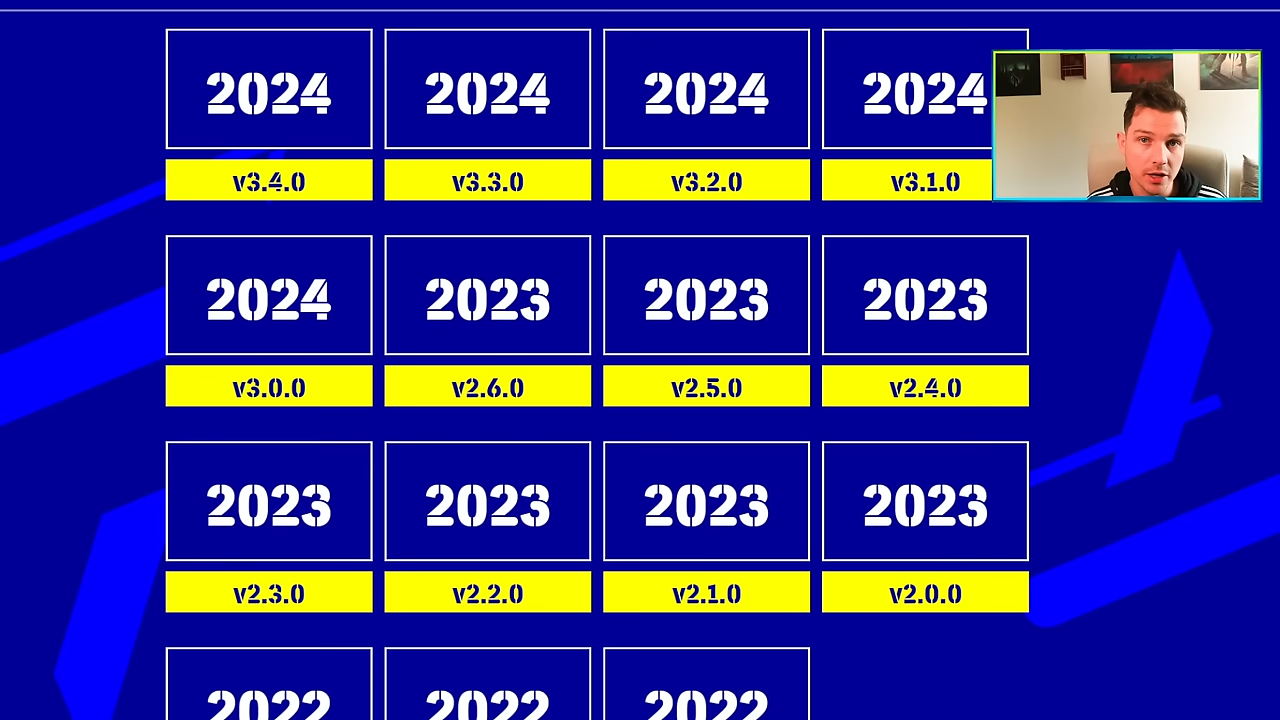 2024 2024 2024 2024
v3.4.0 v3.3.0 v3.2.0 v3.1.0
2024 2023 2023 2023
v3.0.0 v2.6.0 v2.5.0 v2.4.0
2023 2023 2023 2023
v2.3.0 v2.2.0 v2.1.0 v2.0.0
2022 2022 2022